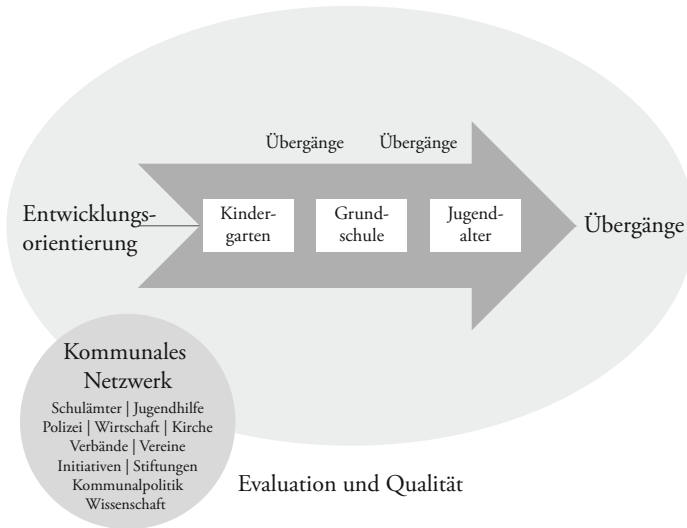 Übergänge Übergänge
Entwicklungs-
orientierung
Kinder-
garten
Grund-
schule
Jugend-
alter
Übergänge
Kommunales
Netzwerk
Schulämter | Jugendhilfe
Polizei | Wirtschaft | Kirche
Verbände | Vereine
Initiativen | Stiftungen
Kommunalpolitik
Wissenschaft
Evaluation und Qualität